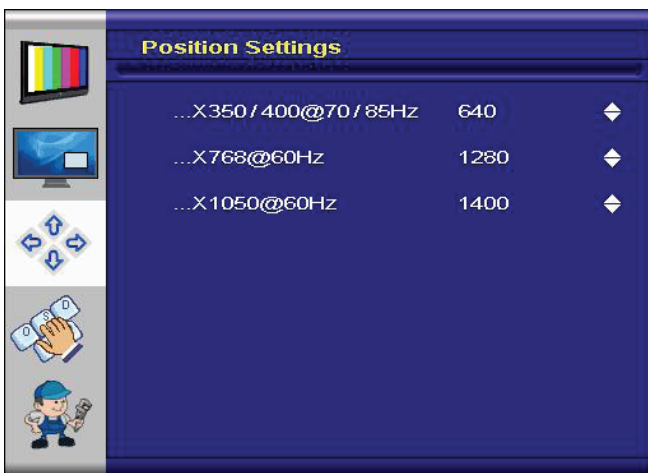 Position Settings
...X350/400@70/85Hz 640
...X768@60Hz 1280
...X1050@60Hz 1400
O S D